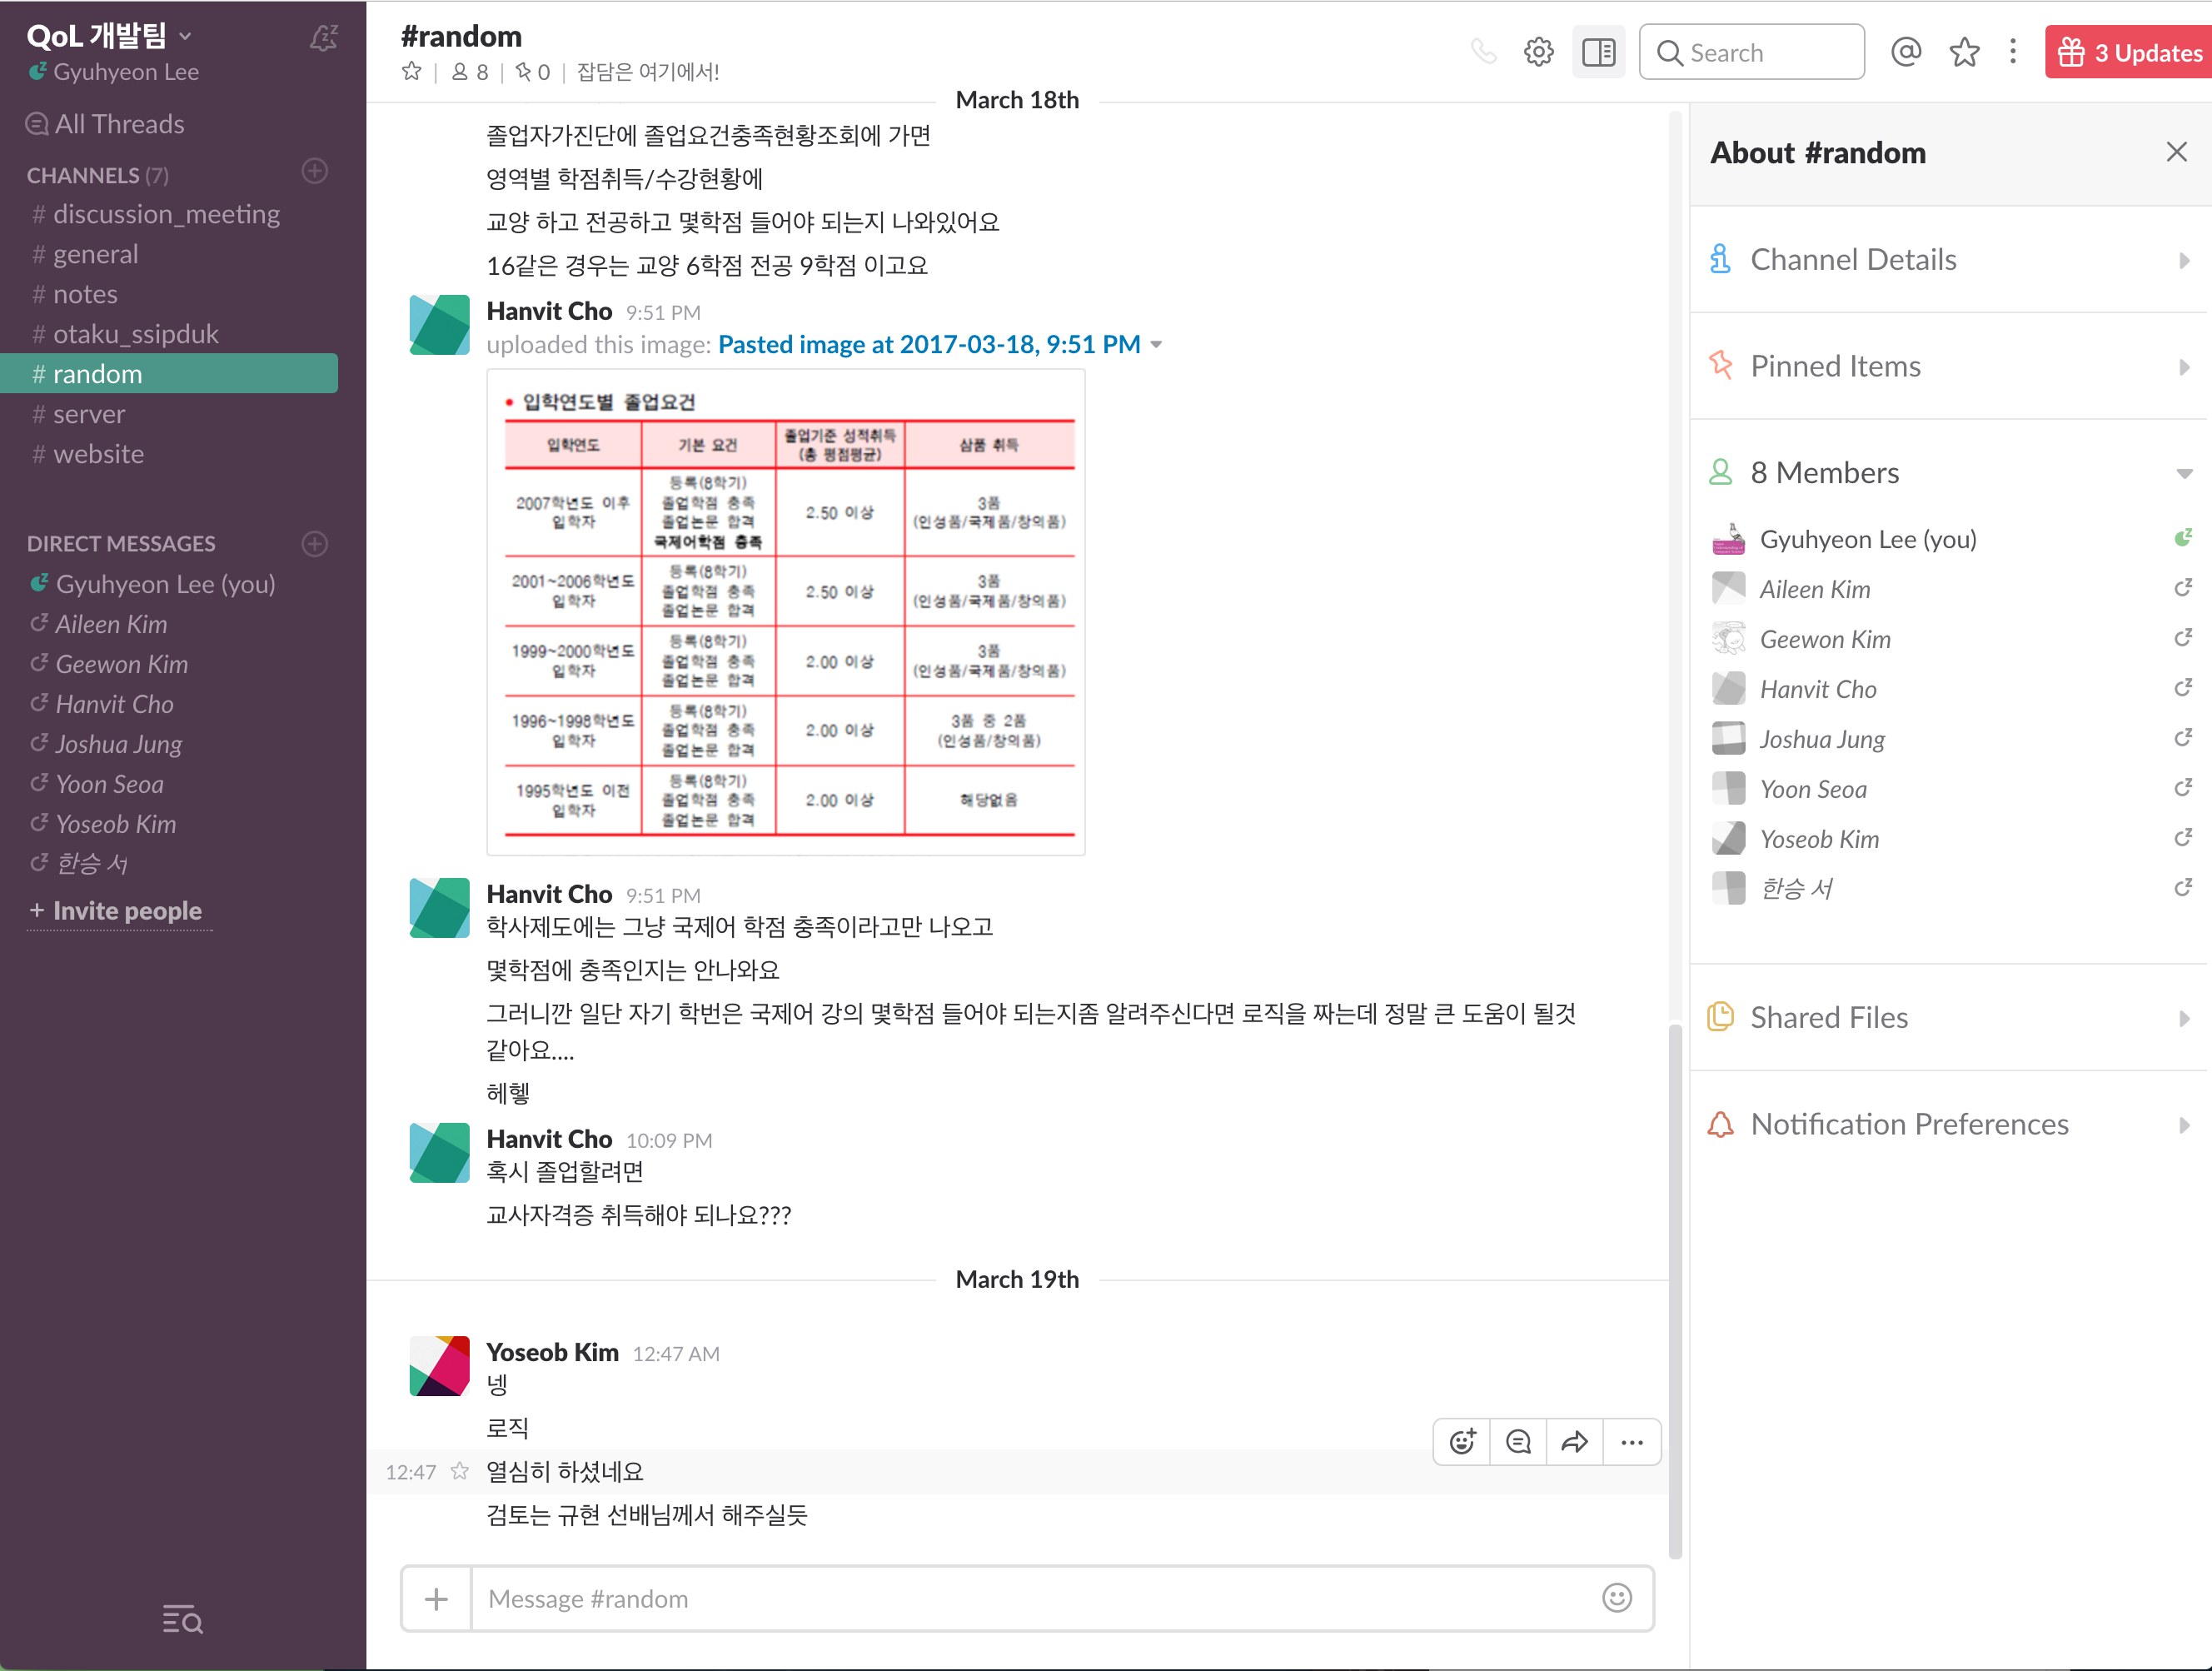 QoL 개발팀
Gyuhyeon Lee
All Threads
CHANNELS (7)
# discussion_meeting
# general
# notes
# otaku_ssipduk
# random
# server
# website
DIRECT MESSAGES
Gyuhyeon Lee (you)
Aileen Kim
Geewon Kim
Hanvit Cho
Joshua Jung
Yoon Seoa
Yoseob Kim
한승 서
+ Invite people
#random
8 | 0 | 잡담은 여기에서!
Search
3 Updates
March 18th
졸업자가진단에 졸업요건충족현황조회에 가면
영역별 학점취득/수강현황에
교양 하고 전공하고 몇학점 들어야 되는지 나와있어요
16같은 경우는 교양 6학점 전공 9학점 이고요
Hanvit Cho 9:51 PM
uploaded this image: Pasted image at 2017-03-18, 9:51 PM
• 입학연도별 졸업요건
입학연도 기본 요건 졸업기준 성적취득 (총 평점평균) 삼품 취득
2007학년도 이후 입학자
등록(8학기)
졸업학점 충족
졸업논문 합격
국제어학점 충족
2.50 이상
3품
(인성품/국제품/창의품)
2001~2006학년도 입학자
등록(8학기)
졸업학점 충족
졸업논문 합격
2.50 이상
3품
(인성품/국제품/창의품)
1999~2000학년도 입학자
등록(8학기)
졸업학점 충족
졸업논문 합격
2.00 이상
3품
(인성품/국제품/창의품)
1996~1998학년도 입학자
등록(8학기)
졸업학점 충족
졸업논문 합격
2.00 이상
3품 중 2품
(인성품/창의품)
1995학년도 이전 입학자
등록(8학기)
졸업학점 충족
졸업논문 합격
2.00 이상
해당없음
Hanvit Cho 9:51 PM
학사제도에는 그냥 국제어 학점 충족이라고만 나오고
몇학점에 충족인지는 안나와요
그러니깐 일단 자기 학번은 국제어 강의 몇학점 들어야 되는지좀 알려주신다면 로직을 짜는데 정말 큰 도움이 될것
같아요....
헤헿
Hanvit Cho 10:09 PM
혹시 졸업할려면
교사자격증 취득해야 되나요???
March 19th
Yoseob Kim 12:47 AM
넹
로직
12:47 열심히 하셨네요
검토는 규현 선배님께서 해주실듯
Message #random
About #random
Channel Details
Pinned Items
8 Members
Gyuhyeon Lee (you)
Aileen Kim
Geewon Kim
Hanvit Cho
Joshua Jung
Yoon Seoa
Yoseob Kim
한승 서
Shared Files
Notification Preferences